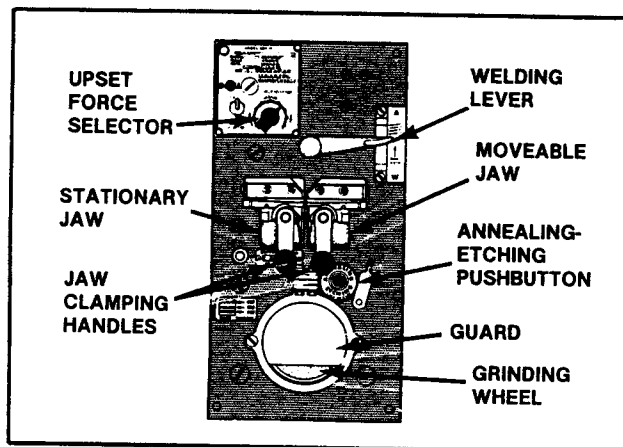 UPSET
FORCE
SELECTOR
WELDING
LEVER
MOVEABLE
JAW
STATIONARY
JAW
ANNEALING-
ETCHING
PUSHBUTTON
JAW
CLAMPING
HANDLES
GUARD
GRINDING
WHEEL